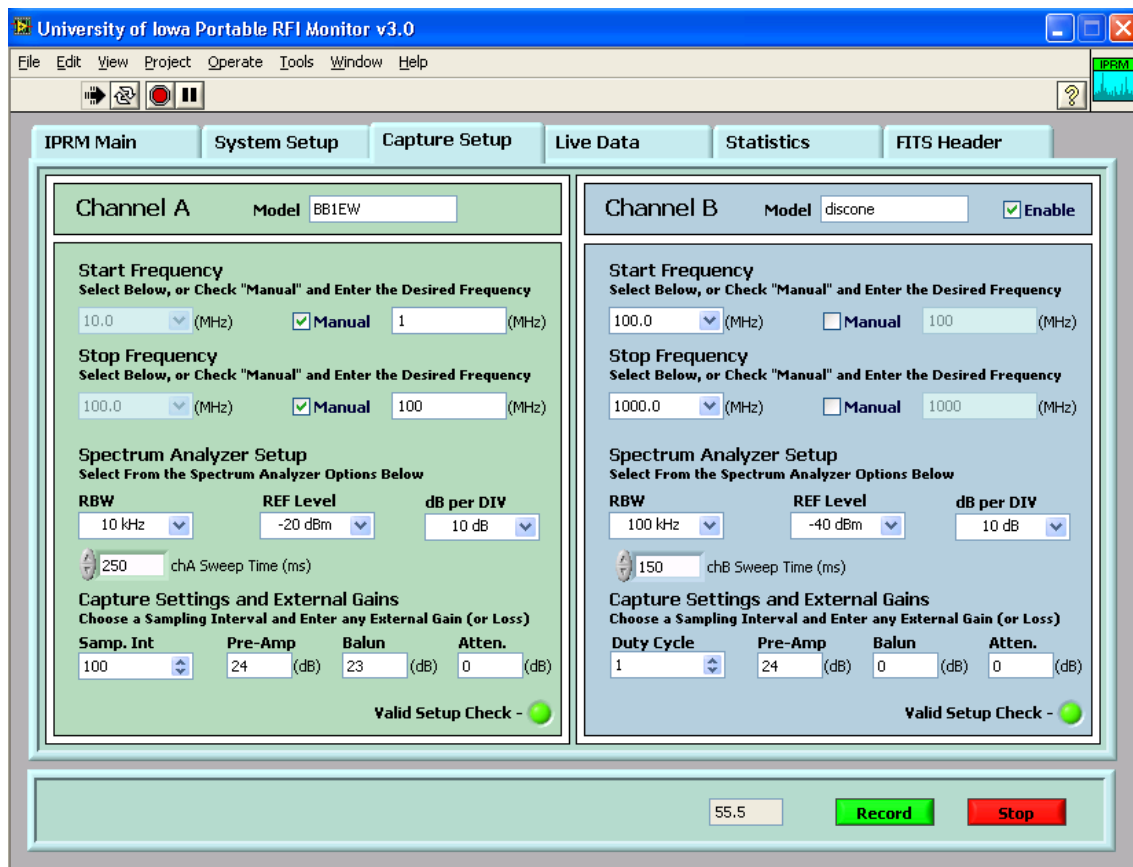 University of Iowa Portable RFI Monitor v3.0
File Edit View Project Operate Tools Window Help
IPRM
IPRM Main System Setup Capture Setup Live Data Statistics FITS Header
Channel A Model BB1EW
Start Frequency
Select Below, or Check "Manual" and Enter the Desired Frequency
10.0 (MHz) Manual 1 (MHz)
Stop Frequency
Select Below, or Check "Manual" and Enter the Desired Frequency
100.0 (MHz) Manual 100 (MHz)
Spectrum Analyzer Setup
Select From the Spectrum Analyzer Options Below
RBW REF Level dB per DIV
10 kHz -20 dBm 10 dB
250 chA Sweep Time (ms)
Capture Settings and External Gains
Choose a Sampling Interval and Enter any External Gain (or Loss)
Samp. Int Pre-Amp Balun Atten.
100 24 (dB) 23 (dB) 0 (dB)
Valid Setup Check -
Channel B Model discone Enable
Start Frequency
Select Below, or Check "Manual" and Enter the Desired Frequency
100.0 (MHz) Manual 100 (MHz)
Stop Frequency
Select Below, or Check "Manual" and Enter the Desired Frequency
1000.0 (MHz) Manual 1000 (MHz)
Spectrum Analyzer Setup
Select From the Spectrum Analyzer Options Below
RBW REF Level dB per DIV
100 kHz -40 dBm 10 dB
150 chB Sweep Time (ms)
Capture Settings and External Gains
Choose a Sampling Interval and Enter any External Gain (or Loss)
Duty Cycle Pre-Amp Balun Atten.
1 24 (dB) 0 (dB) 0 (dB)
Valid Setup Check -
55.5 Record Stop